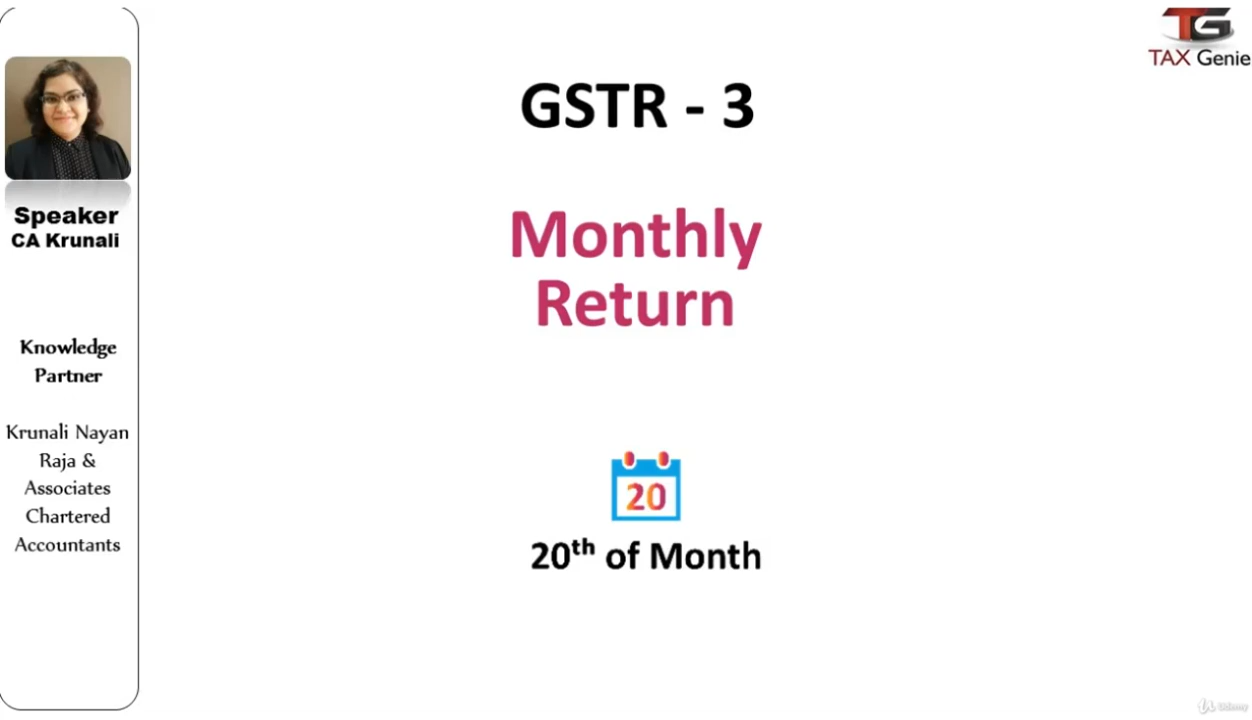 Speaker
CA Krunali
Knowledge
Partner
Krunali Nayan
Raja &
Associates
Chartered
Accountants
TG
TAX Genie
GSTR - 3
Monthly
Return
20
20th of Month
Udemy